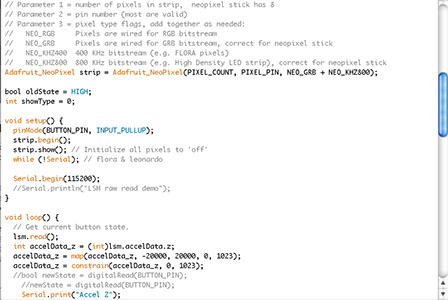 // Parameter 1 = number of pixels in strip,  neopixel stick has 8
// Parameter 2 = pin number (most are valid)
// Parameter 3 = pixel type flags, add together as needed:
//   NEO_RGB     Pixels are wired for RGB bitstream
//   NEO_GRB     Pixels are wired for GRB bitstream, correct for neopixel stick
//   NEO_KHZ400  400 KHz bitstream (e.g. FLORA pixels)
//   NEO_KHZ800  800 KHz bitstream (e.g. High Density LED strip), correct for neopixel stick
Adafruit_NeoPixel strip = Adafruit_NeoPixel(PIXEL_COUNT, PIXEL_PIN, NEO_GRB + NEO_KHZ800);
bool oldState = HIGH;
int showType = 0;
void setup() {
  pinMode(BUTTON_PIN, INPUT_PULLUP);
  strip.begin();
  strip.show(); // Initialize all pixels to 'off'
  while (!Serial); // flora & leonardo
  Serial.begin(115200);
  //Serial.println("LSM raw read demo");
}
void loop() {
  // Get current button state.
  lsm.read();
  int accelData_z = (int)lsm.accelData.z;
  accelData_z = map(accelData_z, -20000, 20000, 0, 1023);
  accelData_z = constrain(accelData_z, 0, 1023);
  //bool newState = digitalRead(BUTTON_PIN);
    //newState = digitalRead(BUTTON_PIN);
    Serial.print("Accel Z");